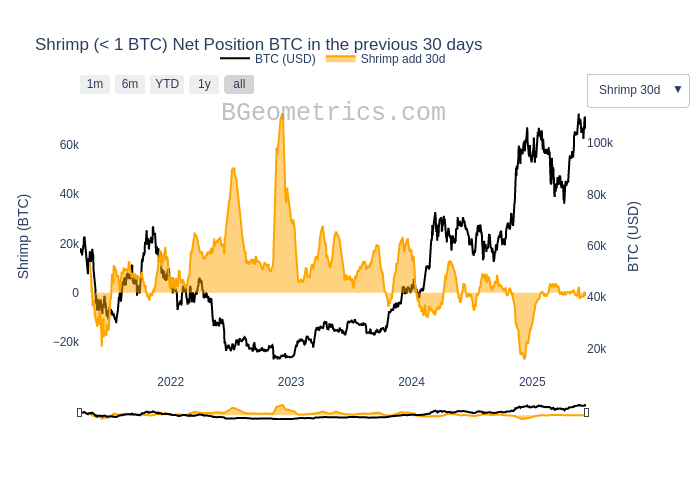 Shrimp (< 1 BTC) Net Position BTC in the previous 30 days
BTC (USD) Shrimp add 30d
1m 6m YTD 1y all
Shrimp 30d ▼
BGeometrics.com
60k
40k
20k
0
−20k
Shrimp (BTC)
100k
80k
60k
40k
20k
BTC (USD)
2022 2023 2024 2025